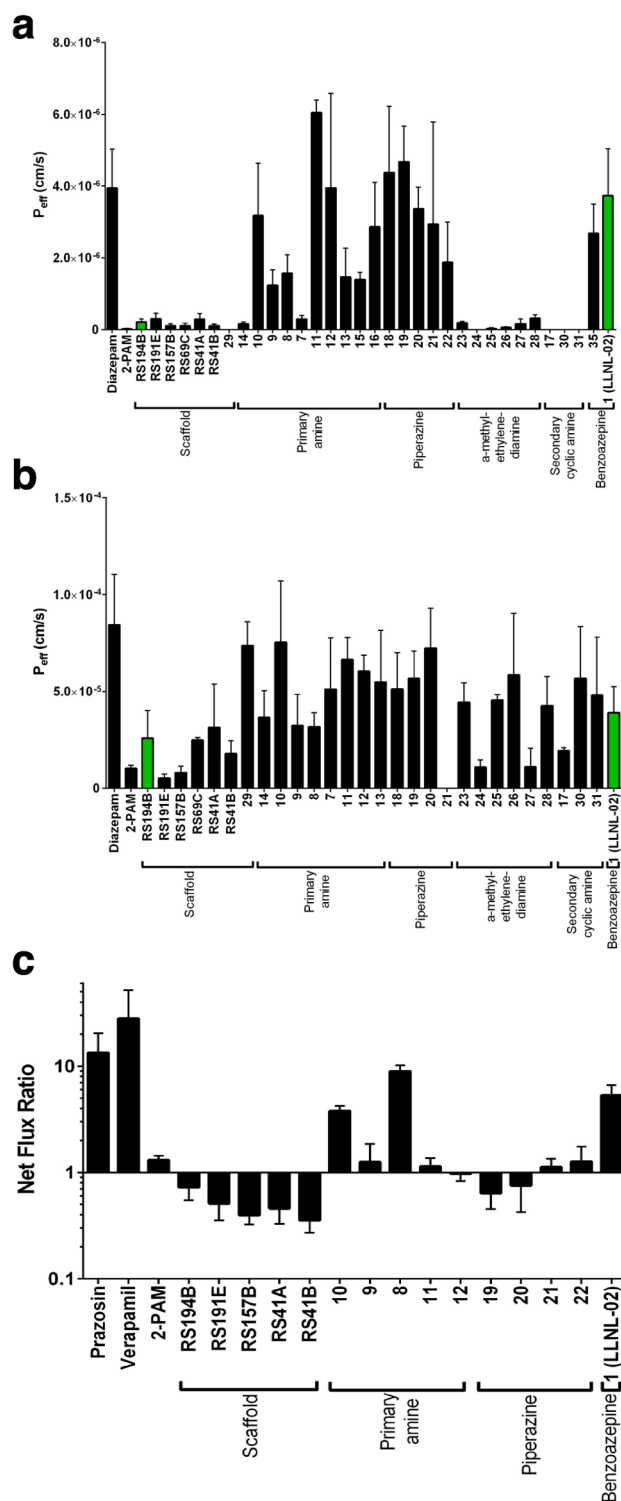 a
8.0×10⁻⁶
6.0×10⁻⁶
4.0×10⁻⁶
2.0×10⁻⁶
0
P_eff (cm/s)
Diazepam
2-PAM
RS194B
RS191E
RS157B
RS69C
RS41A
RS41B
29
14
10
9
8
7
11
12
13
15
16
18
19
20
21
22
23
24
25
26
27
28
17
30
31
35
1 (LLNL-02)
Scaffold
Primary
amine
Piperazine
a-methyl-
ethylene-
diamine
Secondary
cyclic amine
Benzoazepine
b
1.5×10⁻⁴
1.0×10⁻⁴
5.0×10⁻⁵
0
P_eff (cm/s)
Diazepam
2-PAM
RS194B
RS191E
RS157B
RS69C
RS41A
RS41B
29
14
10
9
8
7
11
12
13
18
19
20
21
23
24
25
26
27
28
17
30
31
1 (LLNL-02)
Scaffold
Primary
amine
Piperazine
a-methyl-
ethylene-
diamine
Secondary
cyclic amine
Benzoazepine
c
10
1
0.1
Net Flux Ratio
Prazosin
Verapamil
2-PAM
RS194B
RS191E
RS157B
RS41A
RS41B
10
9
8
11
12
19
20
21
22
1 (LLNL-02)
Scaffold
Primary
amine
Piperazine
Benzoazepine